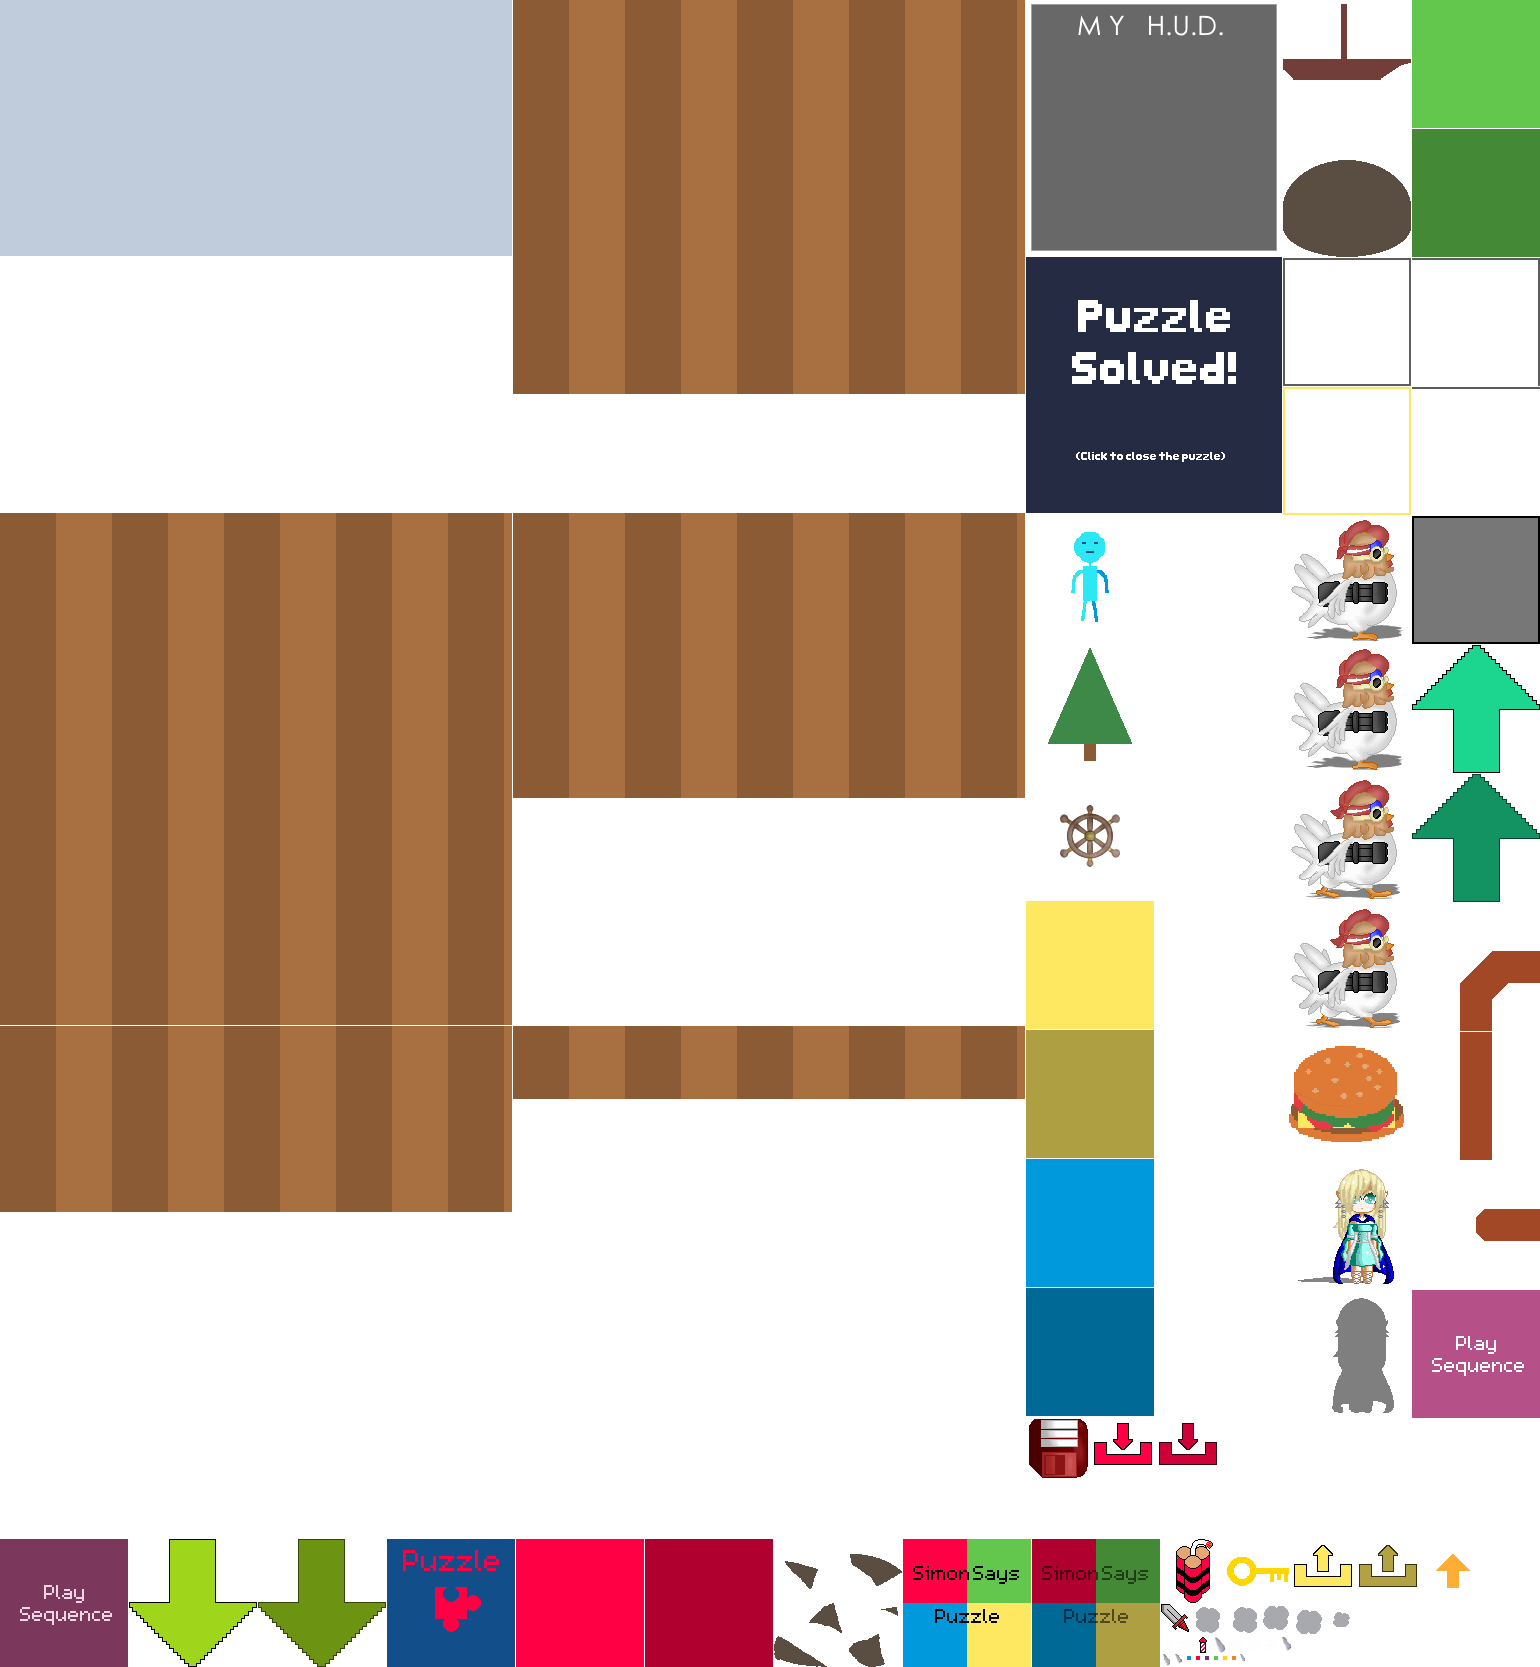 MY H.U.D.
Puzzle
Solved!
(Click to close the puzzle)
Play
Sequence
Play
Sequence
Puzzle
Simon Says
Puzzle
Simon Says
Puzzle